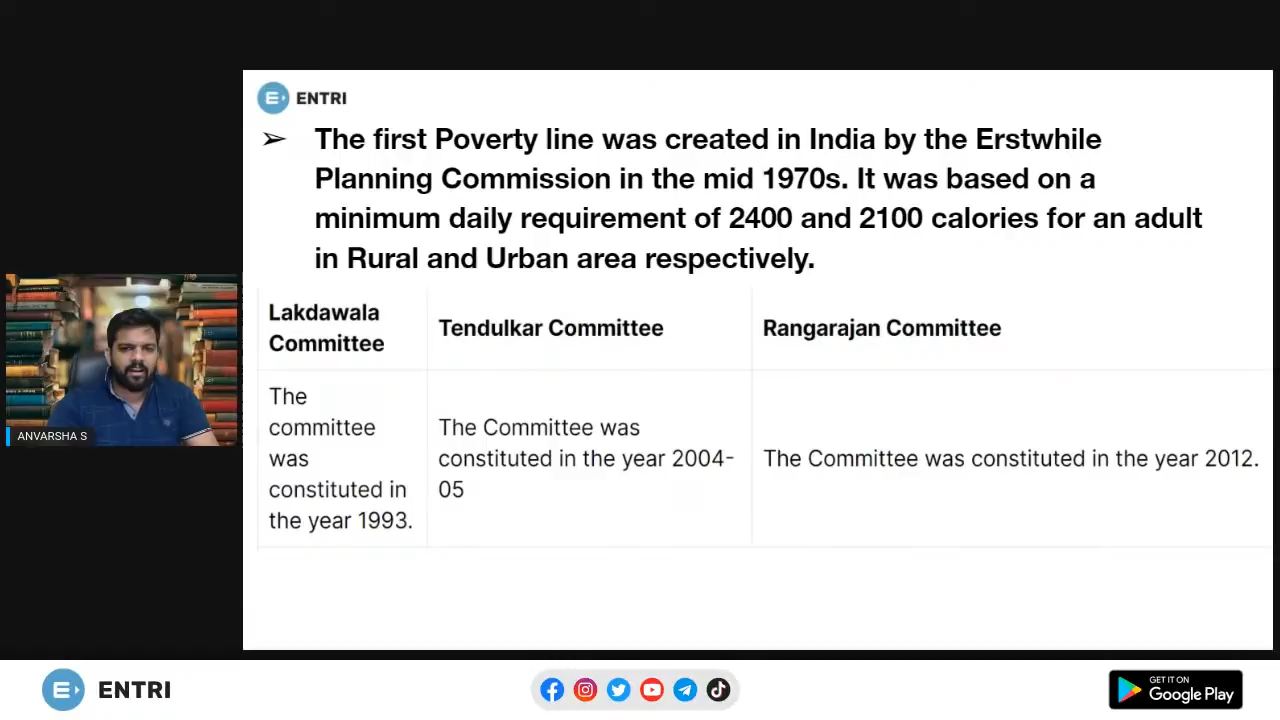 ENTRI
➢ The first Poverty line was created in India by the Erstwhile
Planning Commission in the mid 1970s. It was based on a
minimum daily requirement of 2400 and 2100 calories for an adult
in Rural and Urban area respectively.
Lakdawala
Committee
Tendulkar Committee
Rangarajan Committee
The
committee
was
constituted in
the year 1993.
The Committee was
constituted in the year 2004-
05
The Committee was constituted in the year 2012.
ANVARSHA S
ENTRI
GET IT ON
Google Play